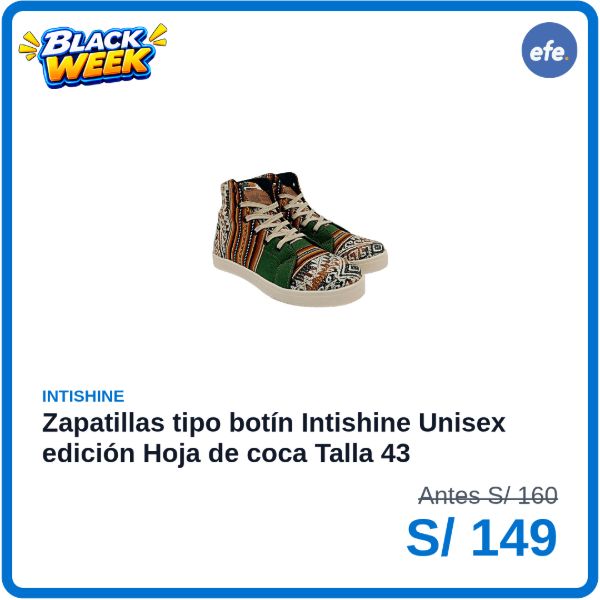 BLACK
WEEK
efe.
INTISHINE
Zapatillas tipo botín Intishine Unisex
edición Hoja de coca Talla 43
Antes S/ 160
S/ 149